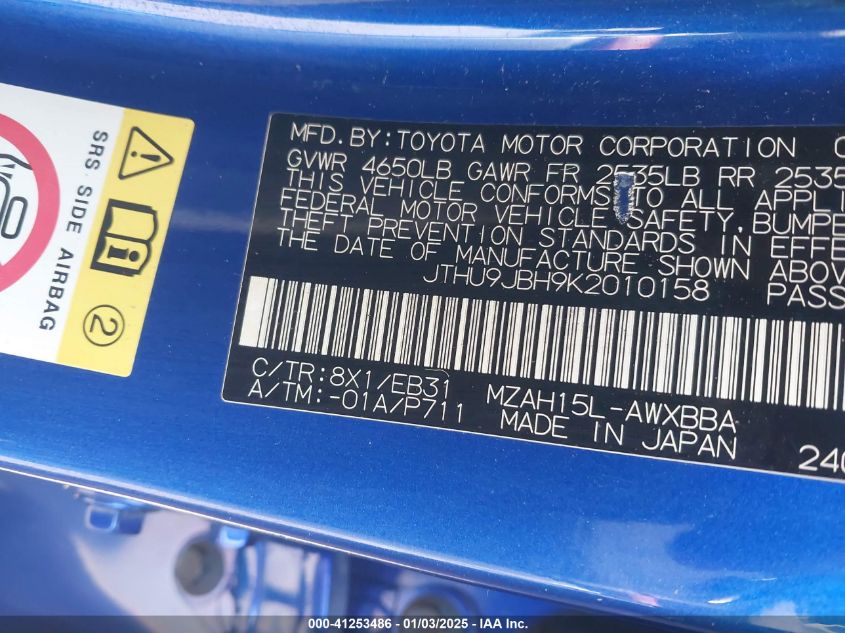 MFD.BY:TOYOTA MOTOR CORPORATION
GVWR 4650LB GAWR FR 2535LB RR 2535
THIS VEHICLE CONFORMS TO ALL APPLI
FEDERAL MOTOR VEHICLE SAFETY,BUMPE
THEFT PREVENTION STANDARDS IN EFFE
THE DATE OF MANUFACTURE SHOWN ABOV
JTHU9JBH9K2010158 PASS
C/TR:8X1/EB31 MZAH15L-AWXBBA
A/TM:-01A/P711 MADE IN JAPAN 240
SRS SIDE AIRBAG
2
000-41253486 - 01/03/2025 - IAA Inc.